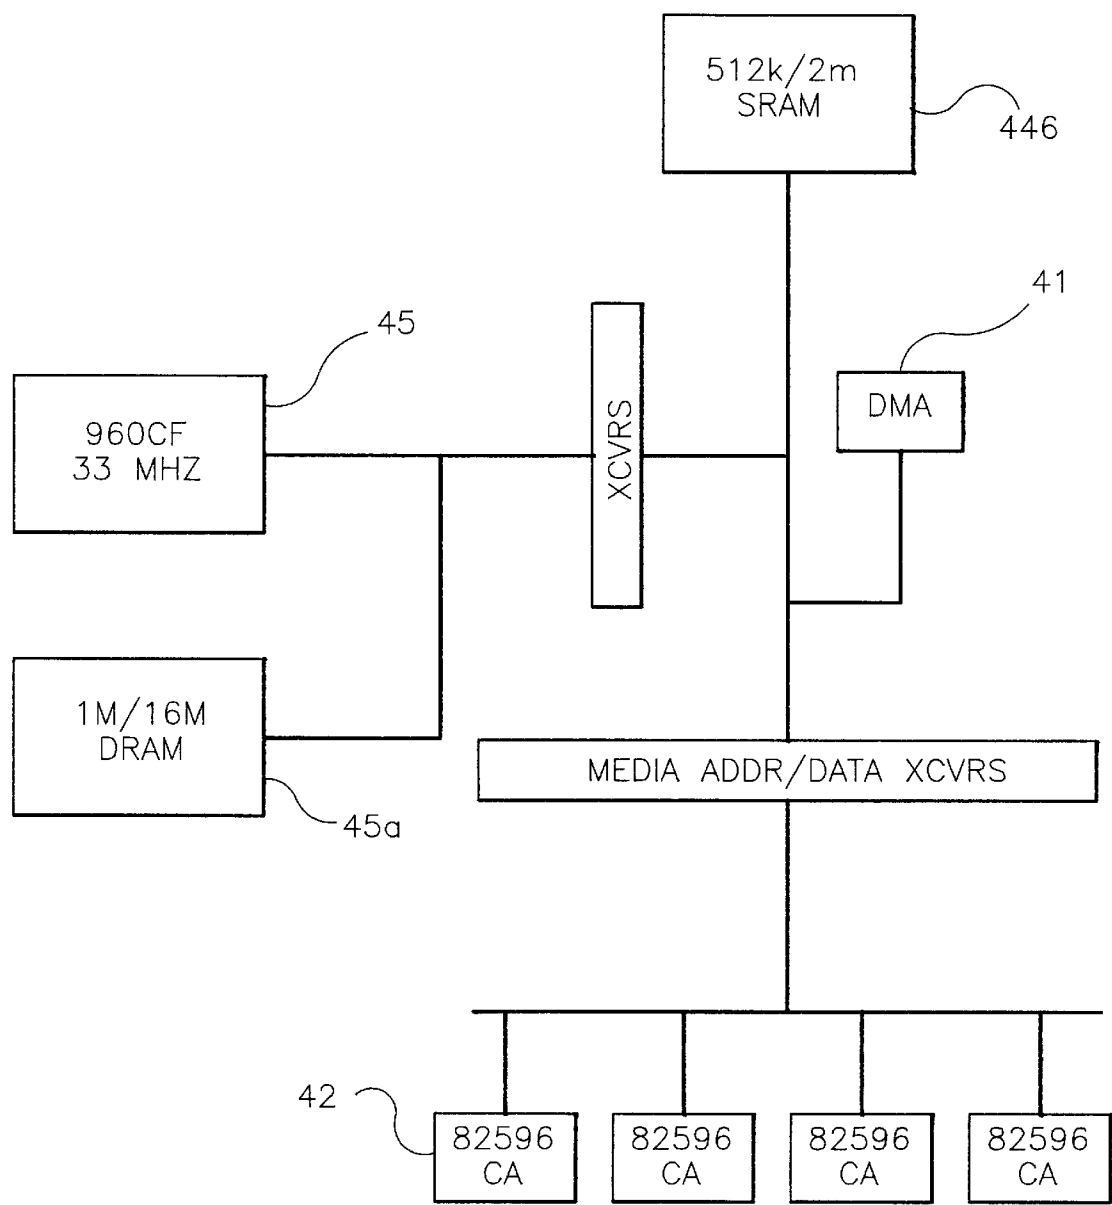 512k/2m
SRAM
446
41
45
DMA
960CF
33 MHZ
XCVRS
1M/16M
DRAM
MEDIA ADDR/DATA XCVRS
45a
42
82596
CA
82596
CA
82596
CA
82596
CA